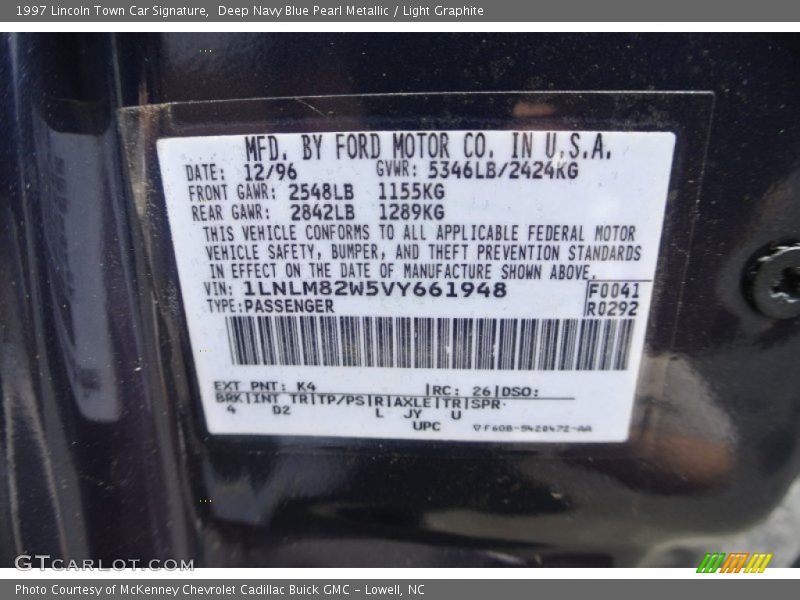 1997 Lincoln Town Car Signature, Deep Navy Blue Pearl Metallic / Light Graphite
MFD. BY FORD MOTOR CO. IN U.S.A.
DATE: 12/96 GVWR: 5346LB/2424KG
FRONT GAWR: 2548LB 1155KG
REAR GAWR: 2842LB 1289KG
THIS VEHICLE CONFORMS TO ALL APPLICABLE FEDERAL MOTOR
VEHICLE SAFETY, BUMPER, AND THEFT PREVENTION STANDARDS
IN EFFECT ON THE DATE OF MANUFACTURE SHOWN ABOVE.
VIN: 1LNLM82W5VY661948 F0041
TYPE: PASSENGER R0292
EXT PNT: K4 |RC: 26|DSO:
BRK|INT TR|TP/PS|R|AXLE|TR|SPR
4 D2 L JY U
UPC F60B-5420472-AA
GTCARLOT.COM
Photo Courtesy of McKenney Chevrolet Cadillac Buick GMC - Lowell, NC